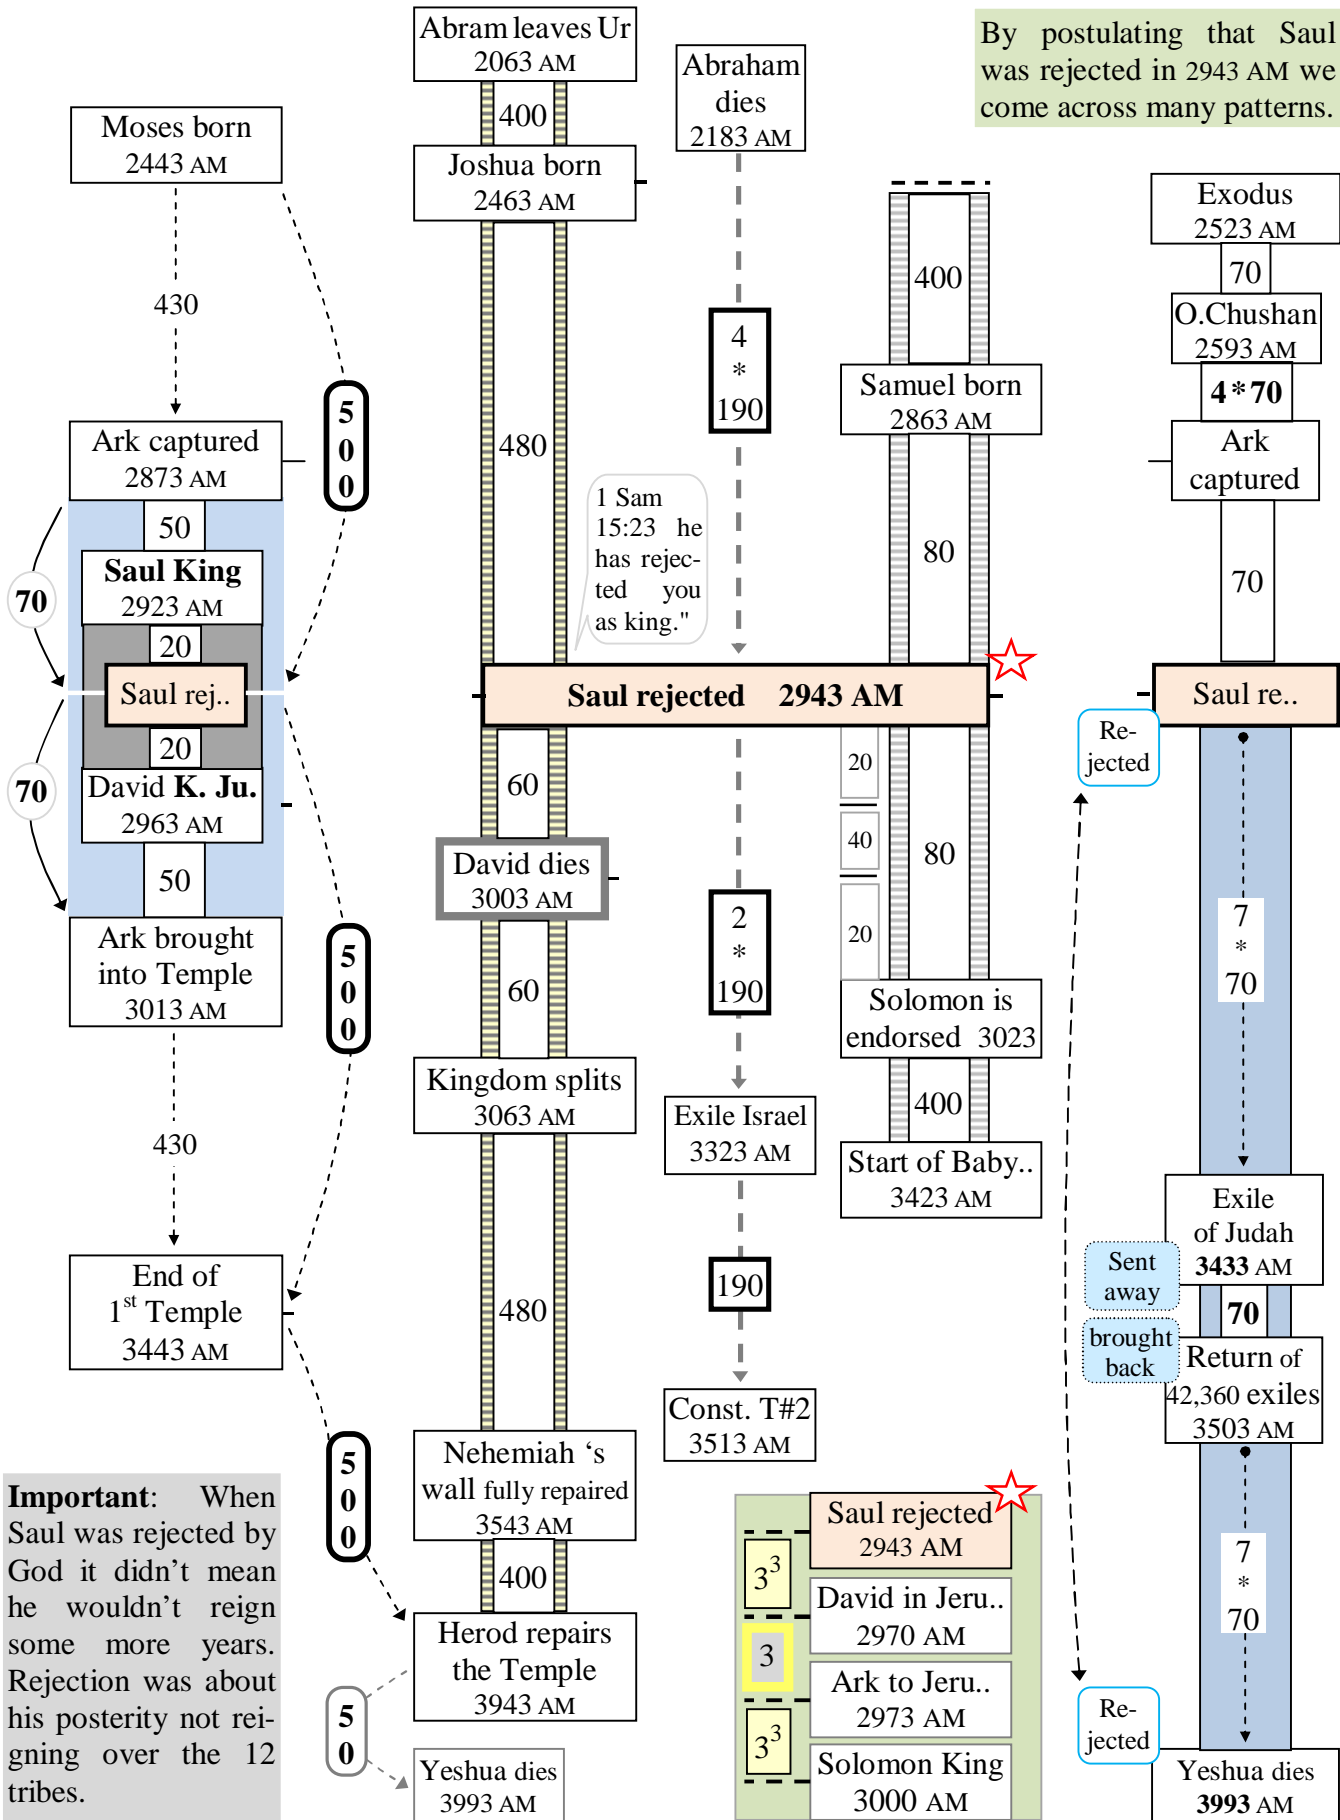 By postulating that Saul
was rejected in 2943 AM we
come across many patterns.
Moses born
2443 AM
430
500
Ark captured
2873 AM
50
70
Saul King
2923 AM
20
Saul rej..
20
70
David K. Ju.
2963 AM
50
Ark brought
into Temple
3013 AM
500
430
End of
1st Temple
3443 AM
500
Important: When
Saul was rejected by
God it didn't mean
he wouldn't reign
some more years.
Rejection was about
his posterity not rei-
gning over the 12
tribes.
Abram leaves Ur
2063 AM
400
Joshua born
2463 AM
480
1 Sam
15:23 he
has rejec-
ted you
as king."
Saul rejected 2943 AM
60
David dies
3003 AM
60
Kingdom splits
3063 AM
480
Nehemiah ‘s
wall fully repaired
3543 AM
400
Herod repairs
the Temple
3943 AM
50
Yeshua dies
3993 AM
Abraham
dies
2183 AM
4
*
190
2
*
190
Exile Israel
3323 AM
190
Const. T#2
3513 AM
400
Samuel born
2863 AM
80
20
40
20
80
Solomon is
endorsed 3023
400
Start of Baby..
3423 AM
Saul rejected
2943 AM
3³
David in Jeru..
2970 AM
3
Ark to Jeru..
2973 AM
3³
Solomon King
3000 AM
Exodus
2523 AM
70
O.Chushan
2593 AM
4*70
Ark
captured
70
Saul re..
Re-
jected
7
*
70
Exile
of Judah
3433 AM
Sent
away
70
brought
back
Return of
42,360 exiles
3503 AM
7
*
70
Re-
jected
Yeshua dies
3993 AM